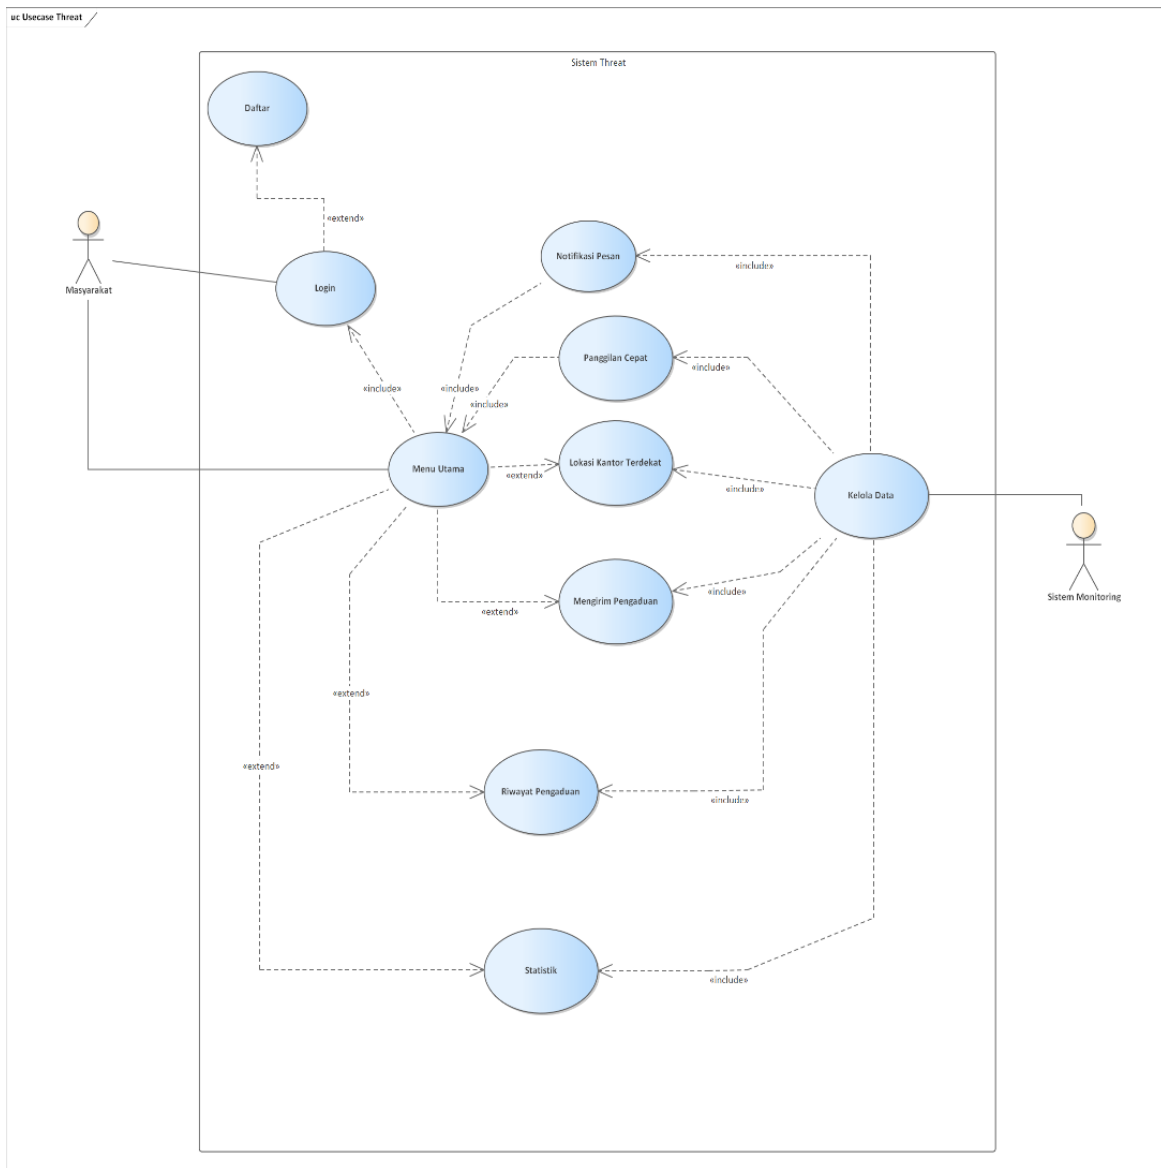 uc Usecase Threat
Sistem Threat
Daftar
«extend»
Masyarakat
Login
Notifikasi Pesan
«include»
Panggilan Cepat
«include»
«include»
«include»
«include»
Menu Utama
Lokasi Kantor Terdekat
«extend»
«include»
Kelola Data
Sistem Monitoring
Mengirim Pengaduan
«include»
«extend»
«extend»
«extend»
Riwayat Pengaduan
«include»
Statistik
«include»